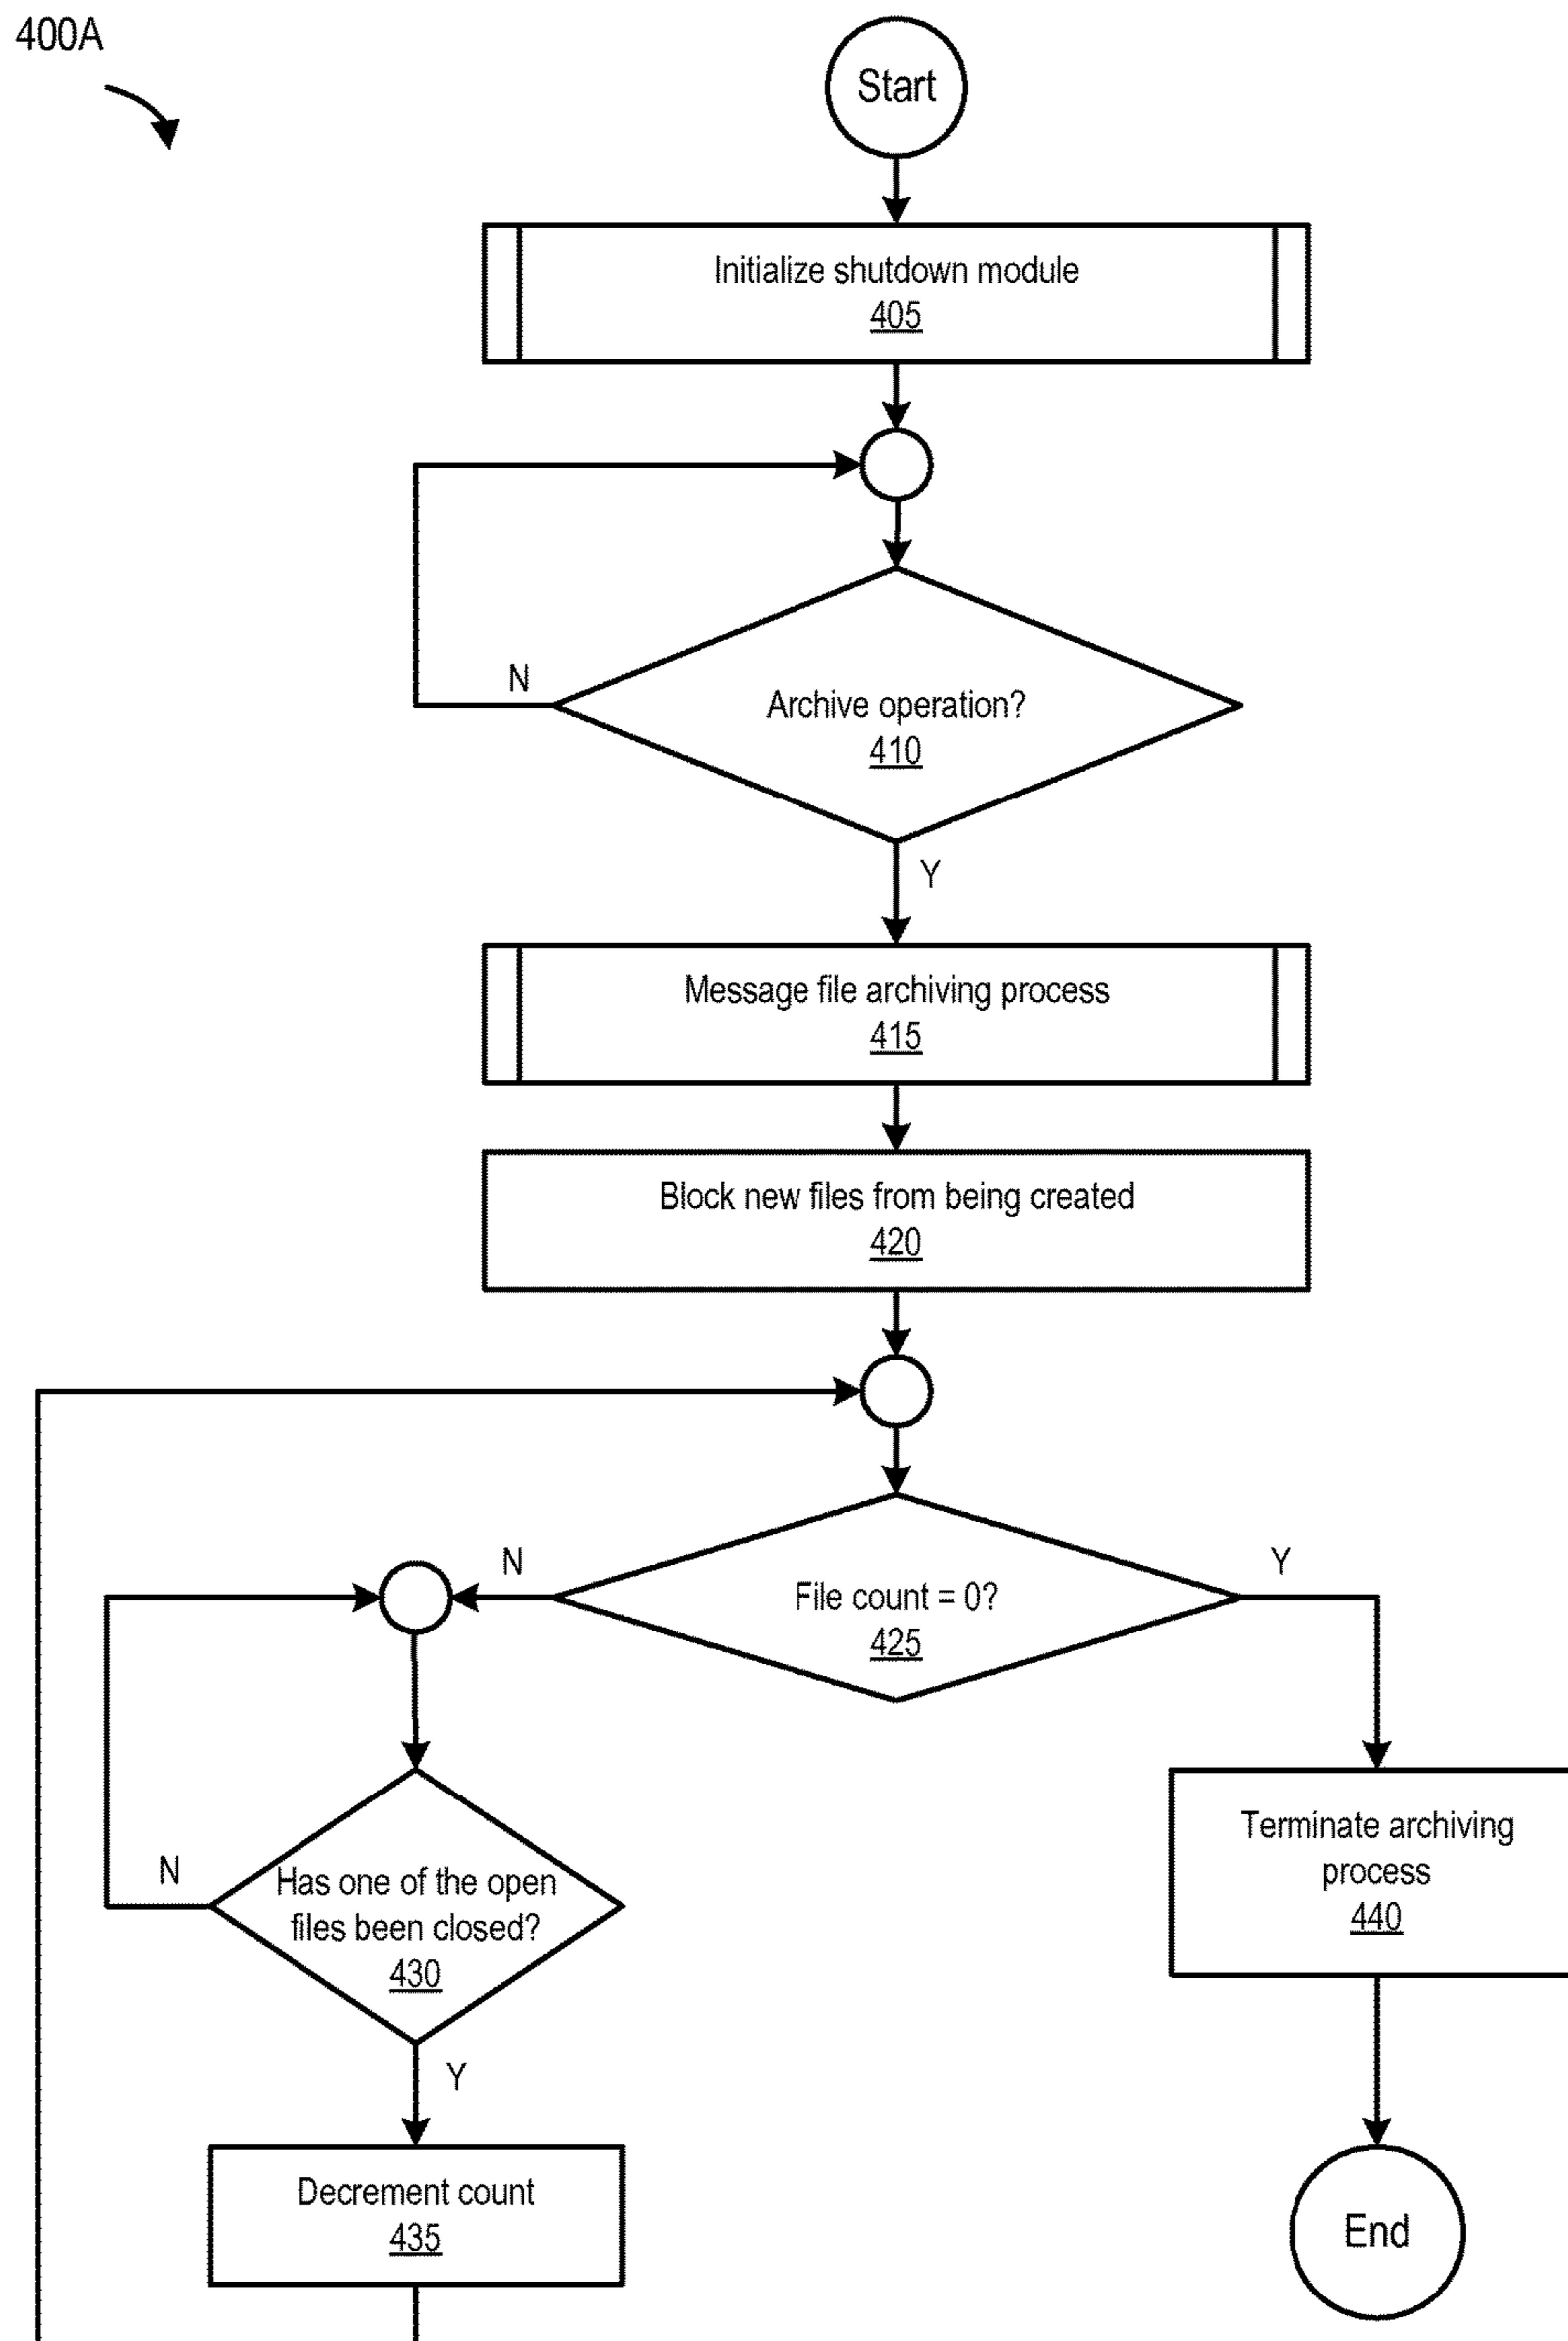 400A
Start
Initialize shutdown module
405
N
Archive operation?
410
Y
Message file archiving process
415
Block new files from being created
420
N
Y
File count = 0?
425
Terminate archiving
process
440
N
Has one of the open
files been closed?
430
Y
Decrement count
435
End